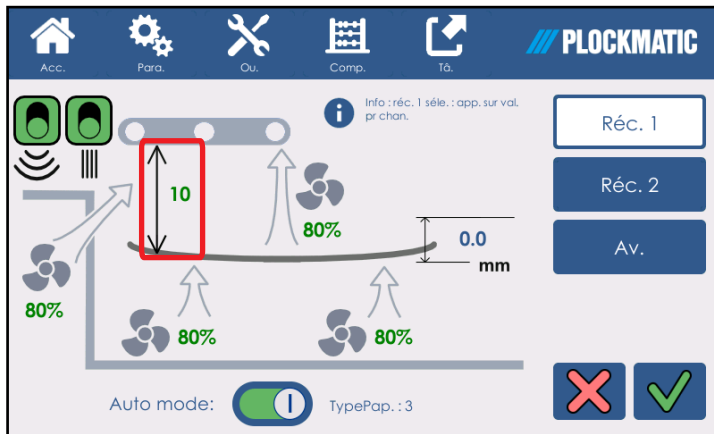 Acc.
Para.
Ou.
Comp.
Tâ.
PLOCKMATIC
Info : réc. 1 séle. : app. sur val.
pr chan.
Réc. 1
10
Réc. 2
80%
0.0
mm
Av.
80%
80%
80%
Auto mode:
TypePap. : 3